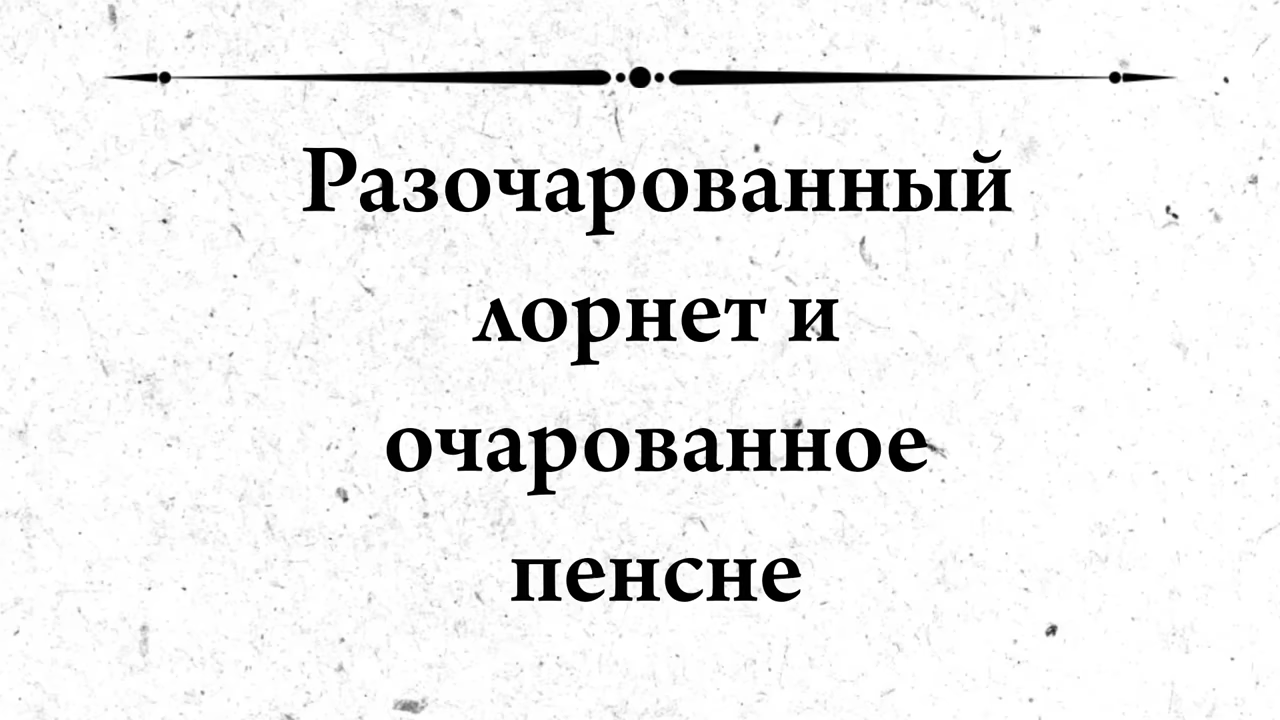 Разочарованный
лорнет и
очарованное
пенсне